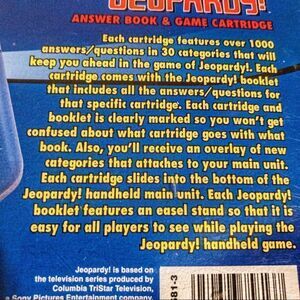 JEOPARDY!
ANSWER BOOK & GAME CARTRIDGE
Each cartridge features over 1000
answers/questions in 30 categories that will
keep you ahead in the game of Jeopardy!. Each
cartridge comes with the Jeopardy! booklet
that includes all the answers/questions for
that specific cartridge. Each cartridge and
booklet is clearly marked so you won't get
confused about what cartridge goes with what
book. Also, you'll receive an overlay of new
categories that attaches to your main unit.
Each cartridge slides into the bottom of the
Jeopardy! handheld main unit. Each Jeopardy!
booklet features an easel stand so that it is
easy for all players to see while playing the
Jeopardy! handheld game.
Jeopardy! is based on
the television series produced by
Columbia TriStar Television,
a Sony Pictures Entertainment company.
81-3